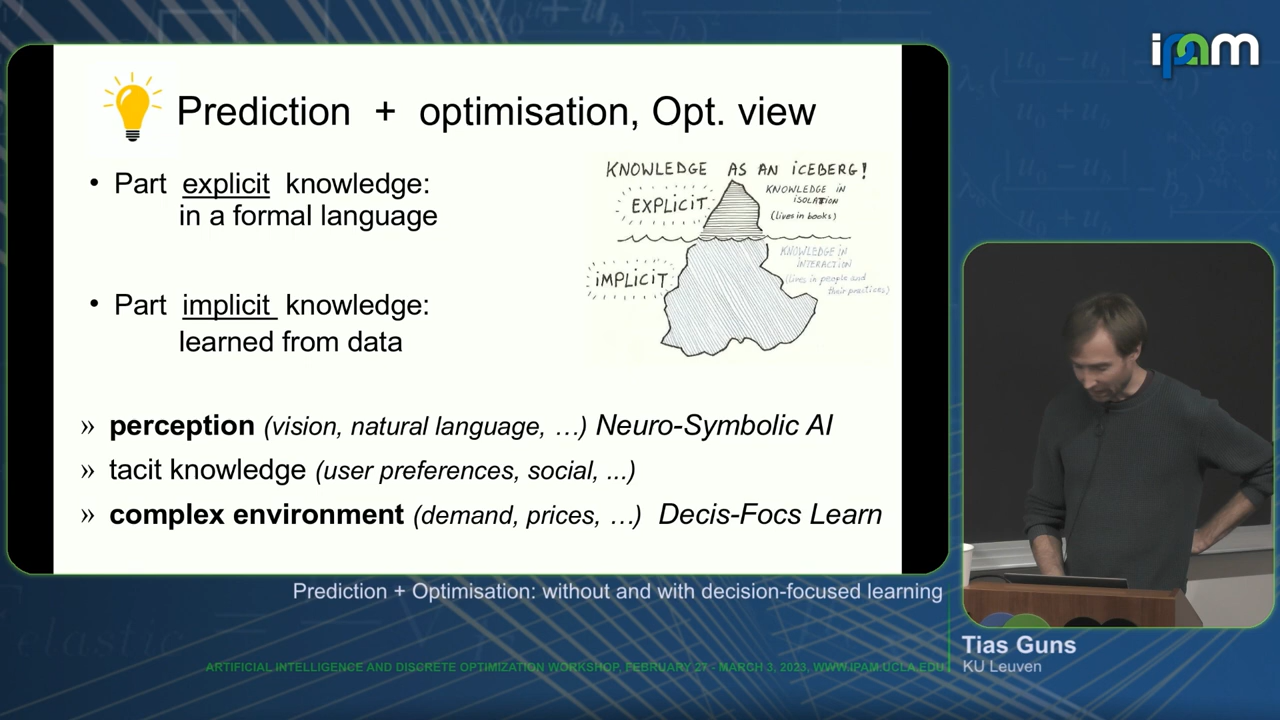 ipam
Prediction + optimisation, Opt. view
• Part explicit knowledge:
in a formal language
• Part implicit knowledge:
learned from data
KNOWLEDGE AS AN iCEBERG!
EXPLiCiT
KNOWLEDGE IN
ISOLATION
(lives in books)
iMPLiCiT
KNOWLEDGE IN
INTERACTION
(lives in people and
their practices)
» perception (vision, natural language, …) Neuro-Symbolic AI
» tacit knowledge (user preferences, social, ...)
» complex environment (demand, prices, …) Decis-Focs Learn
Prediction + Optimisation: without and with decision-focused learning
Tias Guns
KU Leuven
ARTIFICIAL INTELLIGENCE AND DISCRETE OPTIMIZATION WORKSHOP, FEBRUARY 27 - MARCH 3, 2023, WWW.IPAM.UCLA.EDU
elastic